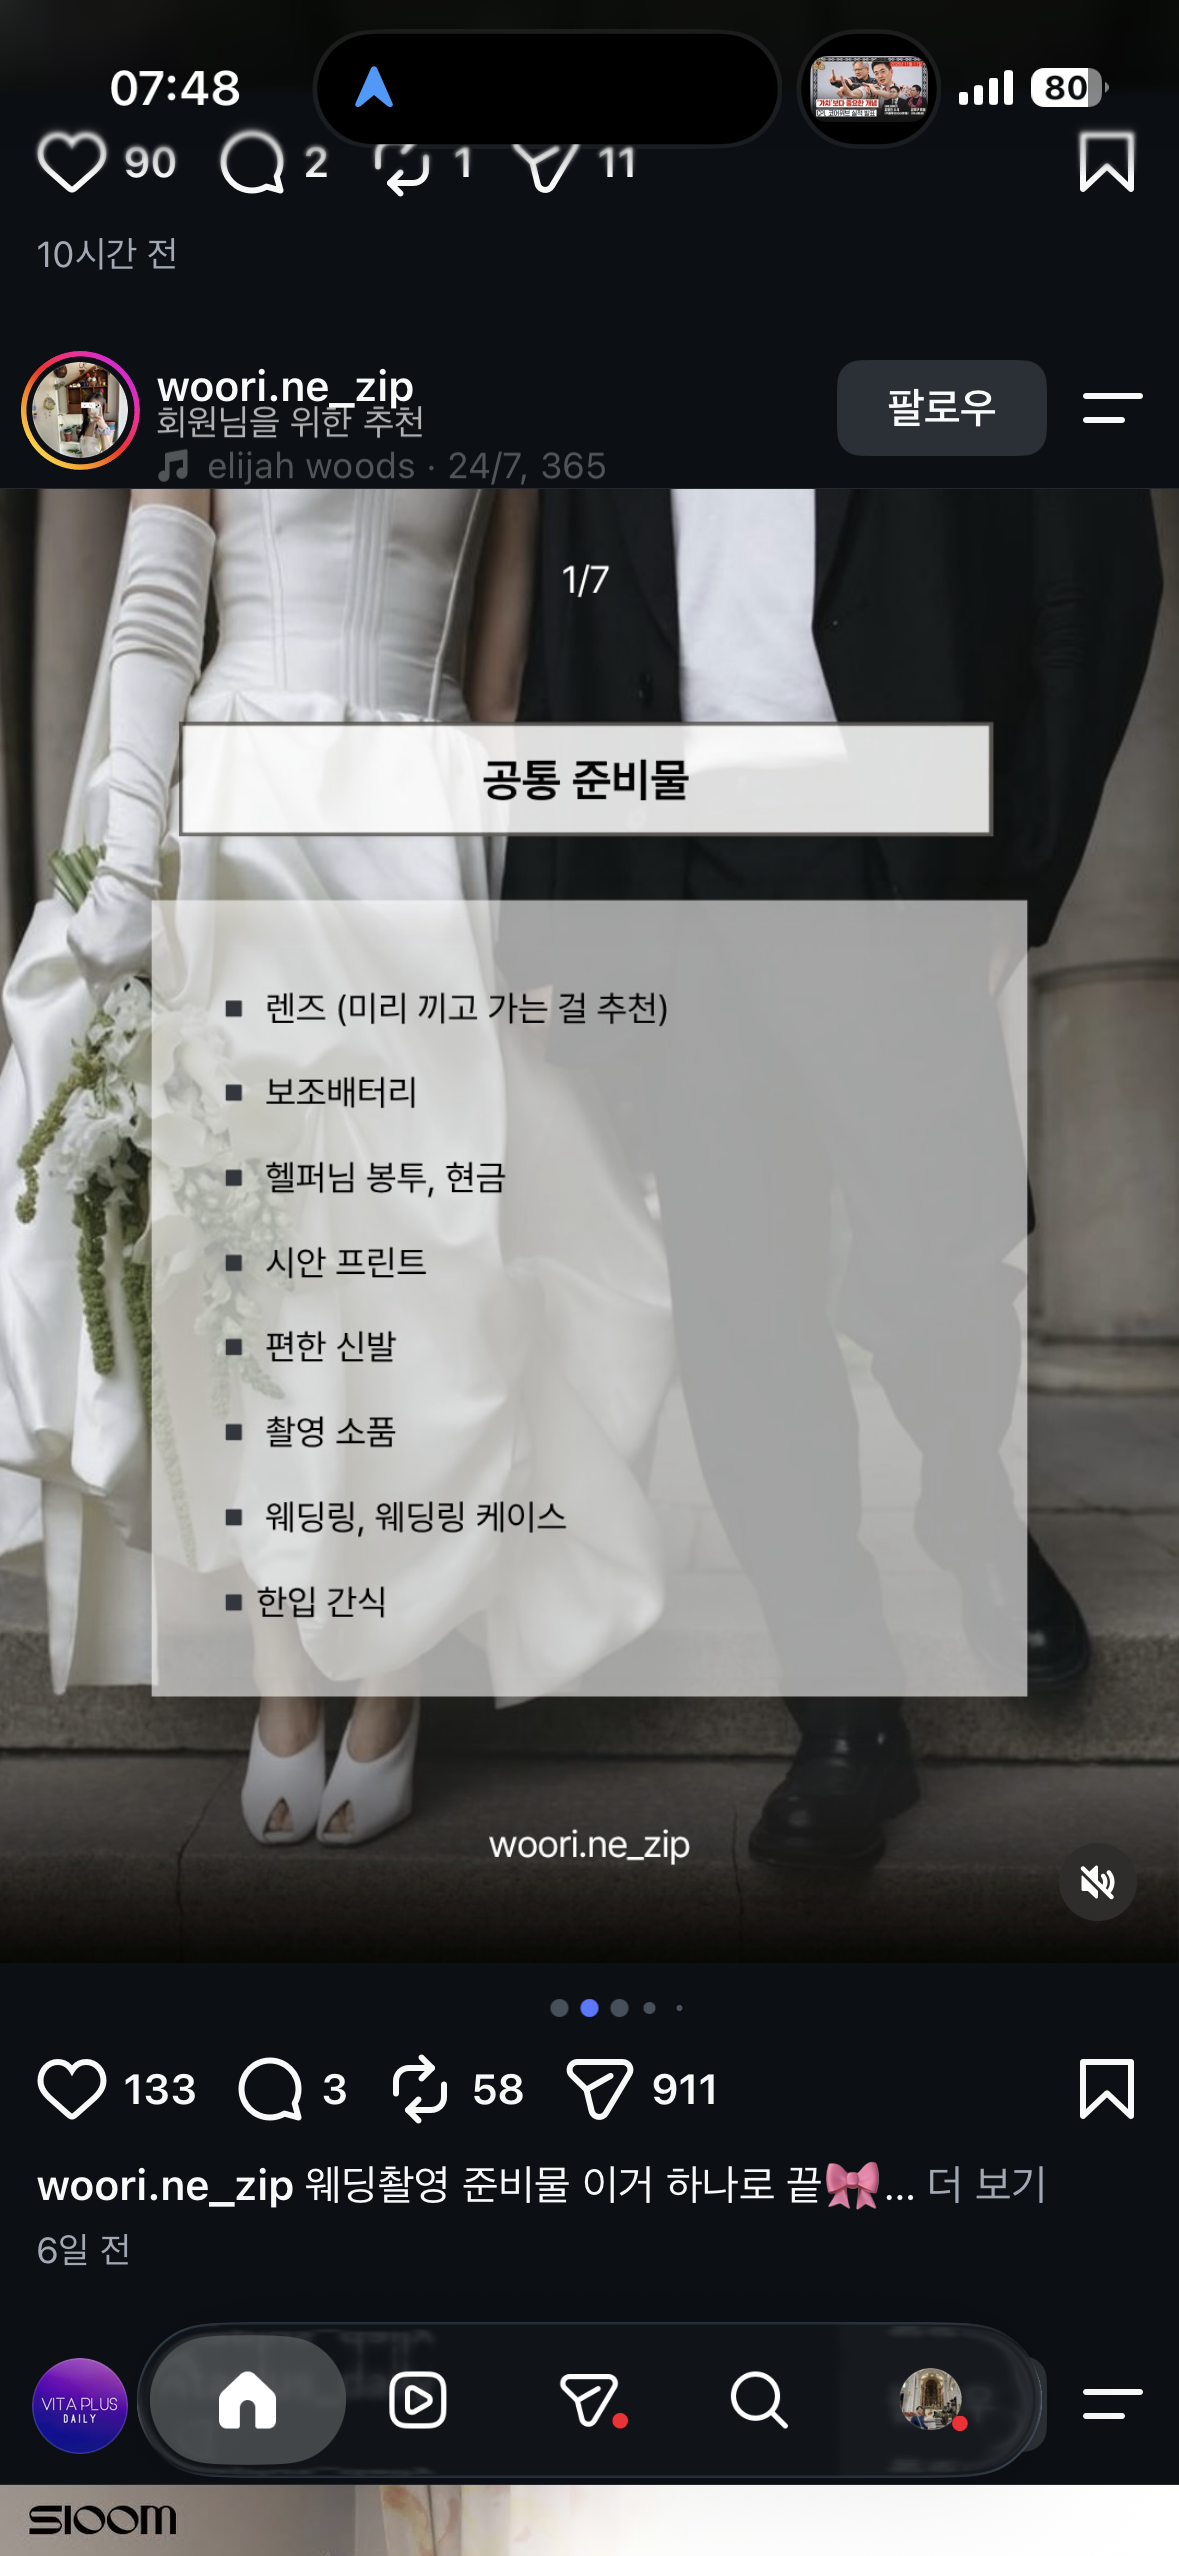 07:48
80
90 2 1 11
10시간 전
woori.ne_zip
회원님을 위한 추천
elijah woods · 24/7, 365
팔로우
1/7
공통 준비물
■ 렌즈 (미리 끼고 가는 걸 추천)
■ 보조배터리
■ 헬퍼님 봉투, 현금
■ 시안 프린트
■ 편한 신발
■ 촬영 소품
■ 웨딩링, 웨딩링 케이스
■ 한입 간식
woori.ne_zip
133 3 58 911
woori.ne_zip 웨딩촬영 준비물 이거 하나로 끝🎀... 더 보기
6일 전
VITA PLUS
DAILY
SIOOM